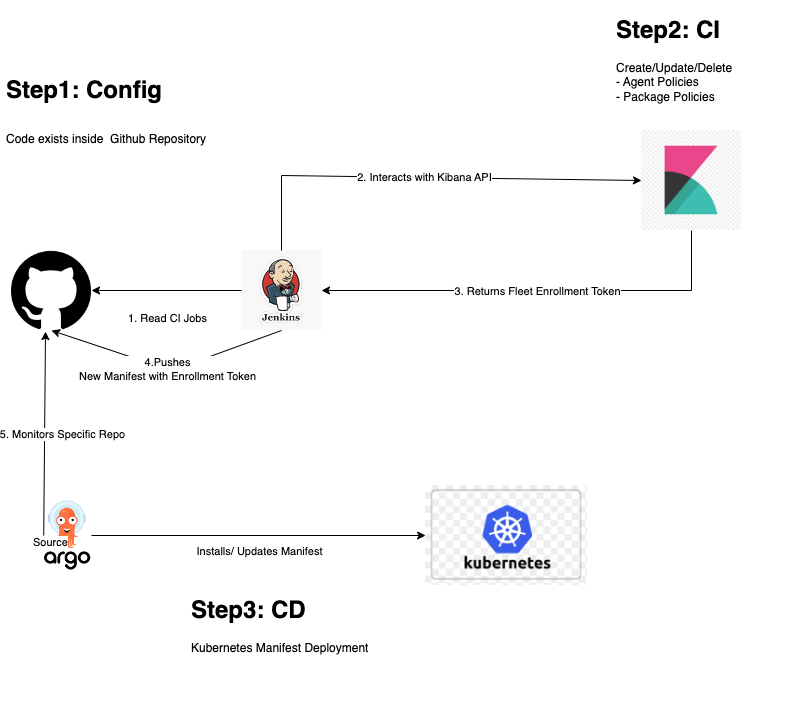 Step2: CI
Create/Update/Delete
- Agent Policies
- Package Policies
Step1: Config
Code exists inside  Github Repository
2. Interacts with Kibana API
3. Returns Fleet Enrollment Token
Jenkins
1. Read CI Jobs
4.Pushes
New Manifest with Enrollment Token
5. Monitors Specific Repo
Source
argo
Installs/ Updates Manifest
kubernetes
Step3: CD
Kubernetes Manifest Deployment